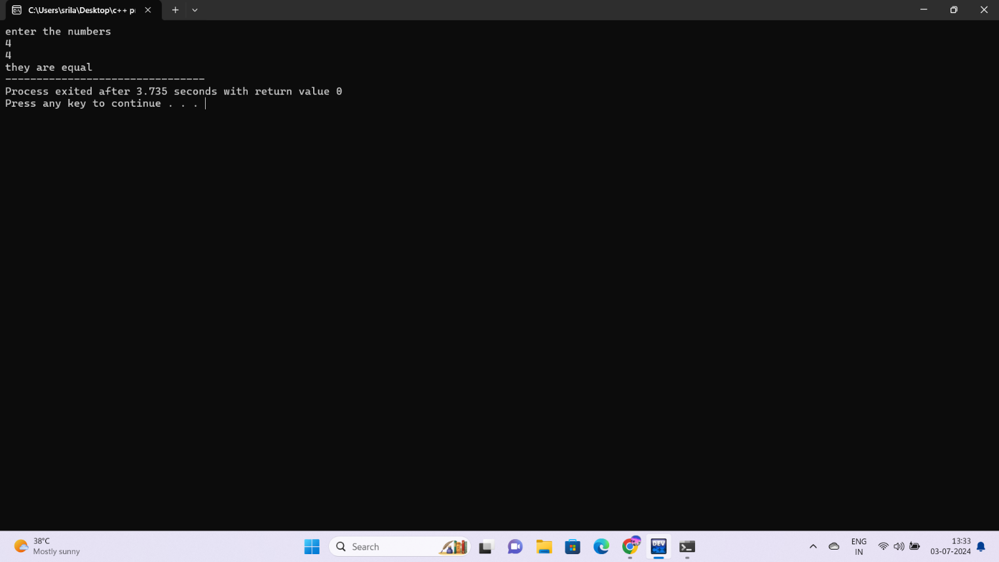 C:\Users\srila\Desktop\c++ p
enter the numbers
4
4
they are equal
--------------------------------
Process exited after 3.735 seconds with return value 0
Press any key to continue . . .
38°C
Mostly sunny
Search
DEV
ENG
IN
13:33
03-07-2024